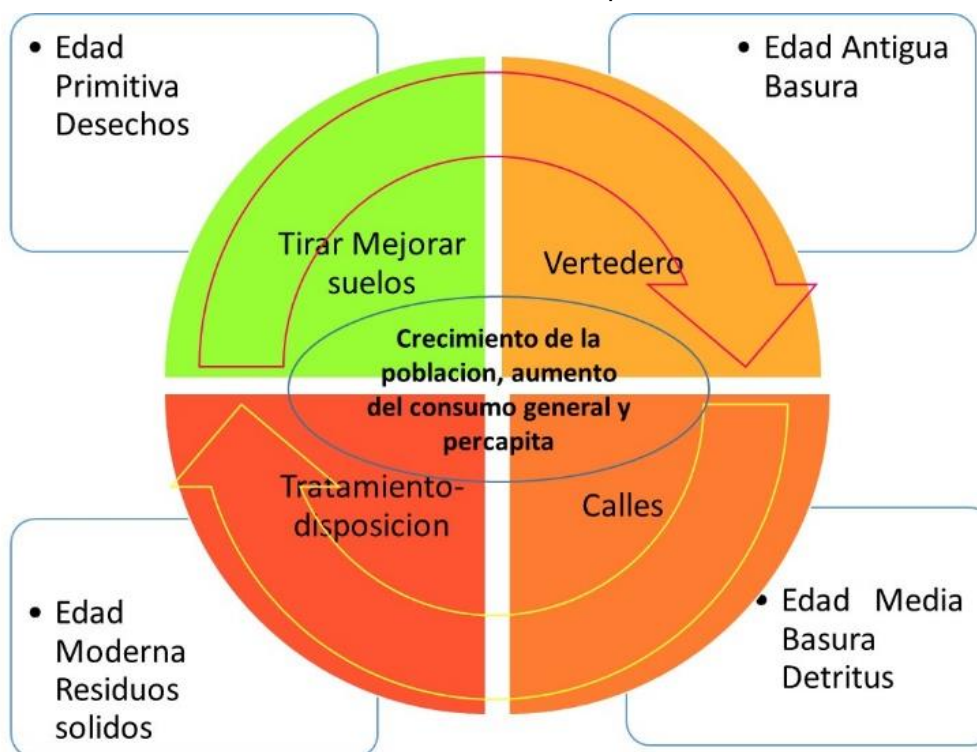 • Edad
Primitiva
Desechos
• Edad Antigua
Basura
Tirar Mejorar
suelos
Vertedero
Crecimiento de la
poblacion, aumento
del consumo general y
percapita
Tratamiento-
disposicion
Calles
• Edad
Moderna
Residuos
solidos
• Edad Media
Basura
Detritus